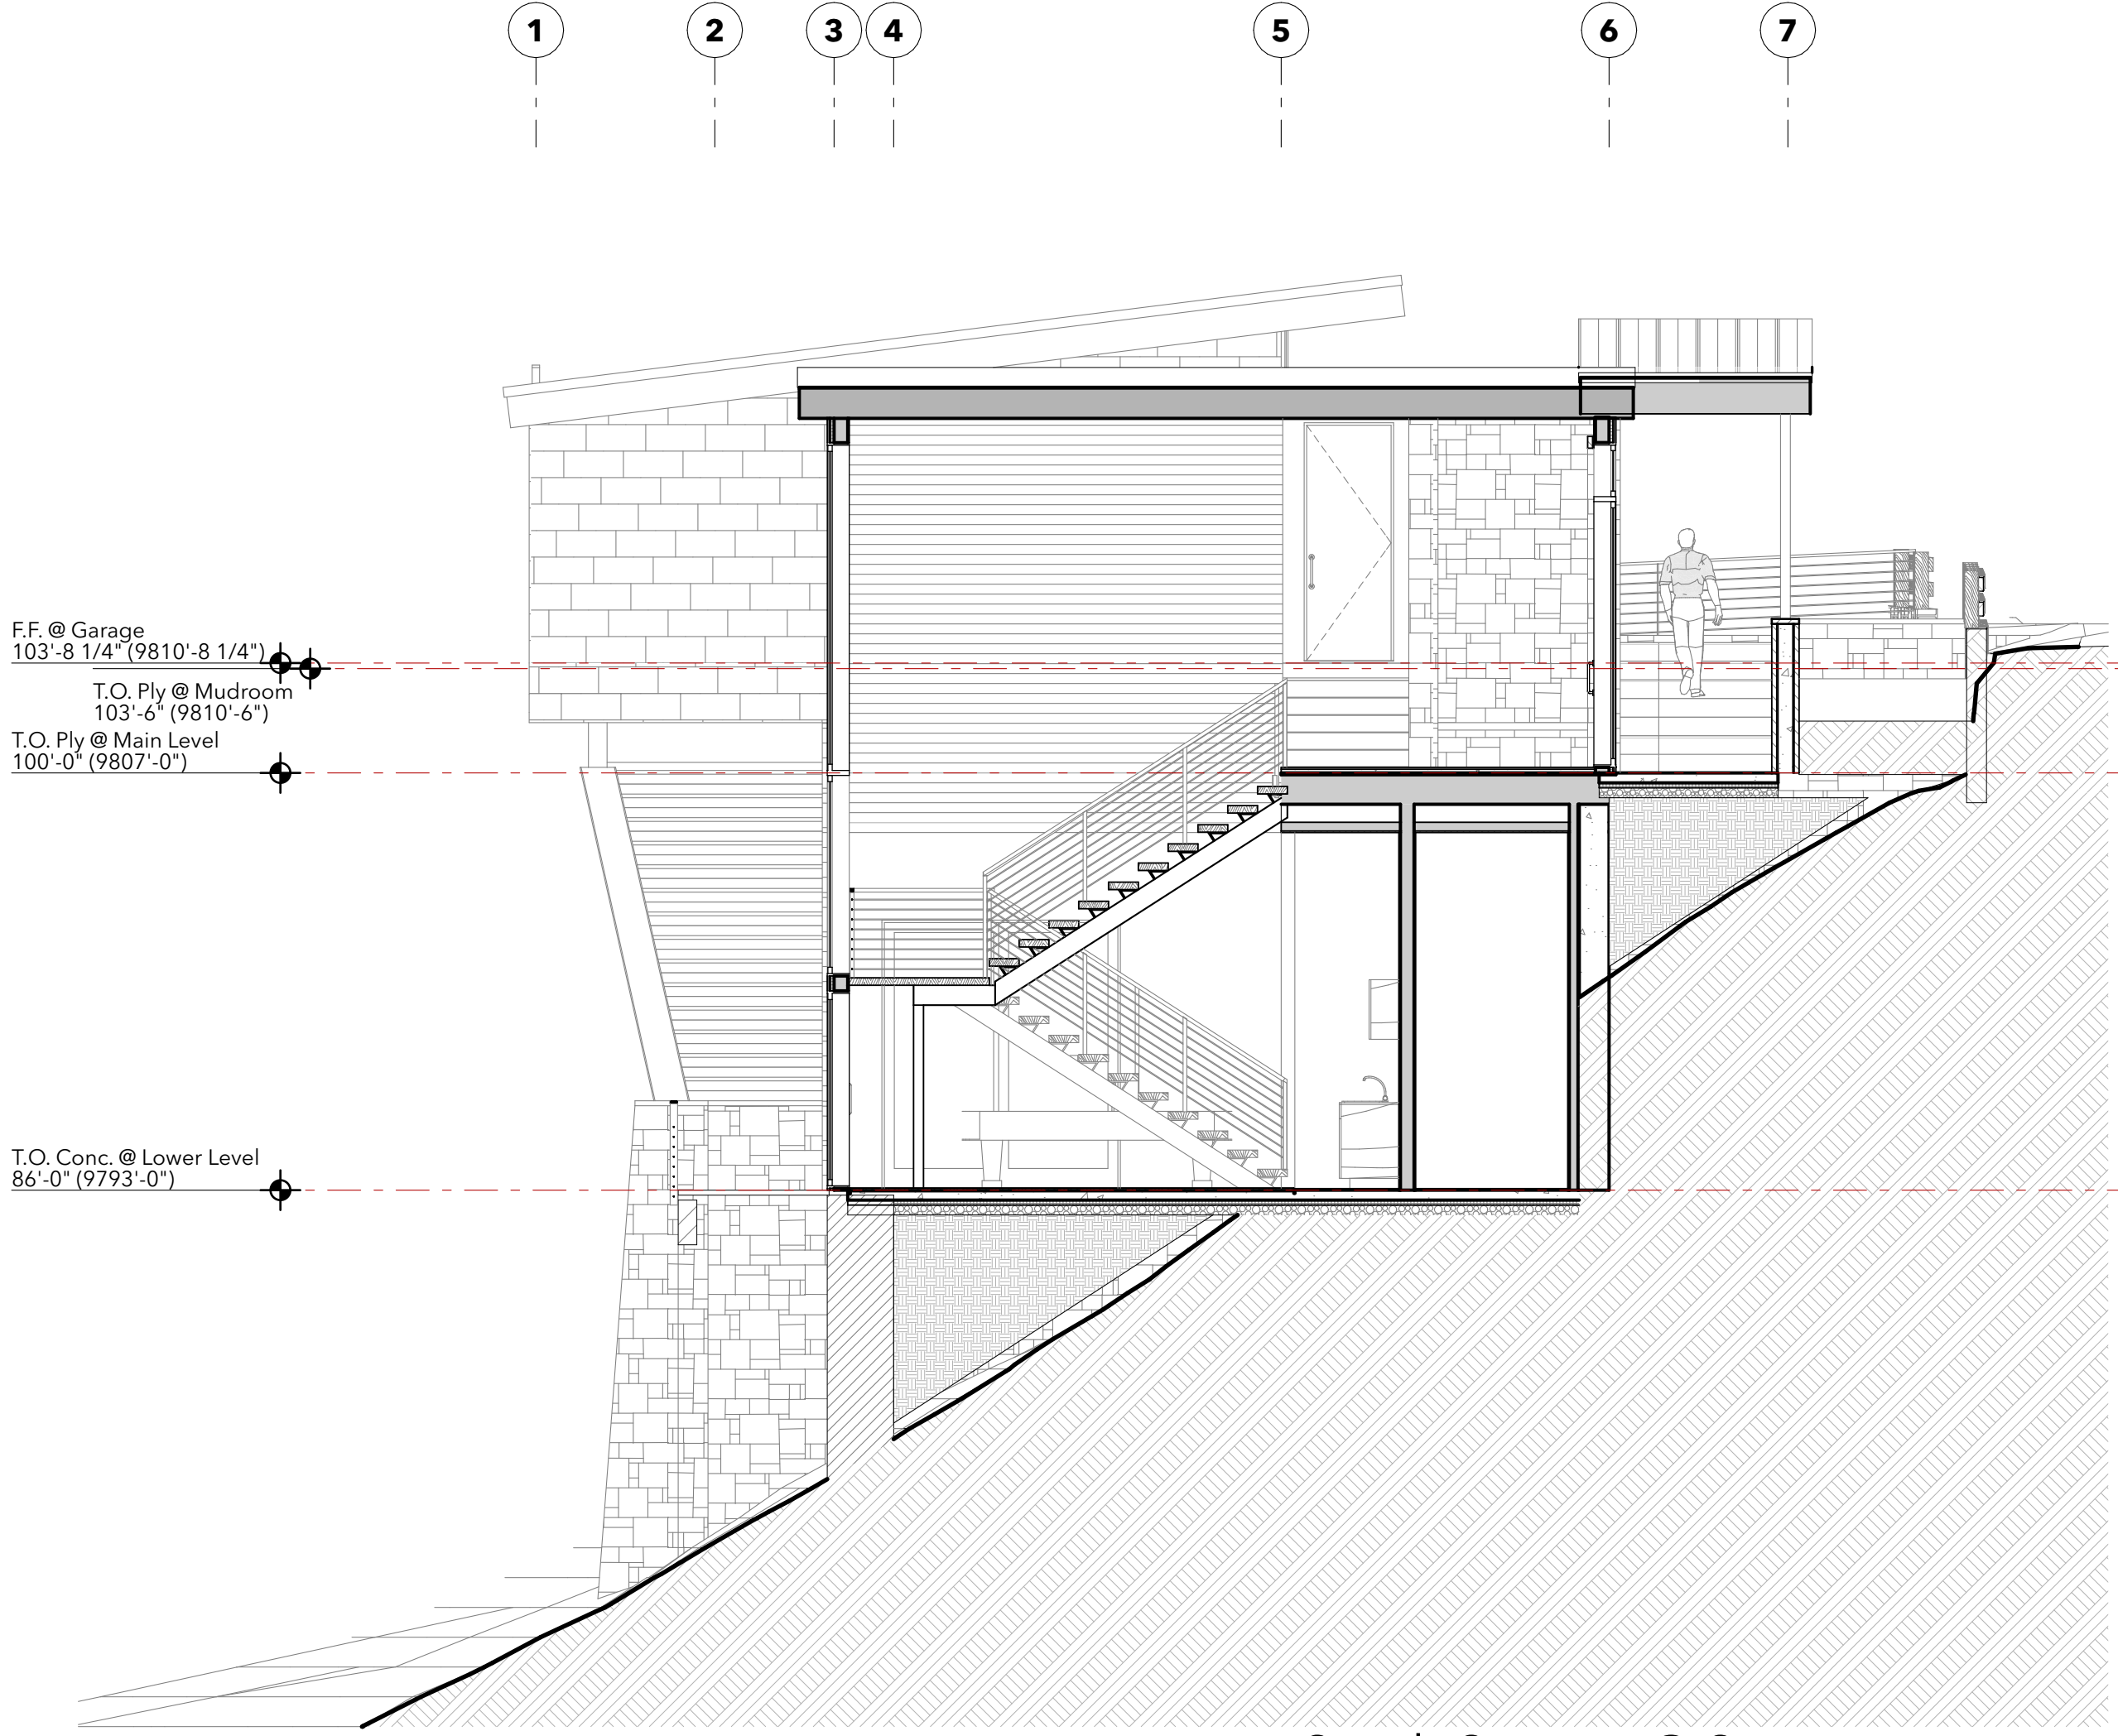 1 2 3 4 5 6 7
F.F. @ Garage
103'-8 1/4" (9810'-8 1/4")
T.O. Ply @ Mudroom
103'-6" (9810'-6")
T.O. Ply @ Main Level
100'-0" (9807'-0")
T.O. Conc. @ Lower Level
86'-0" (9793'-0")